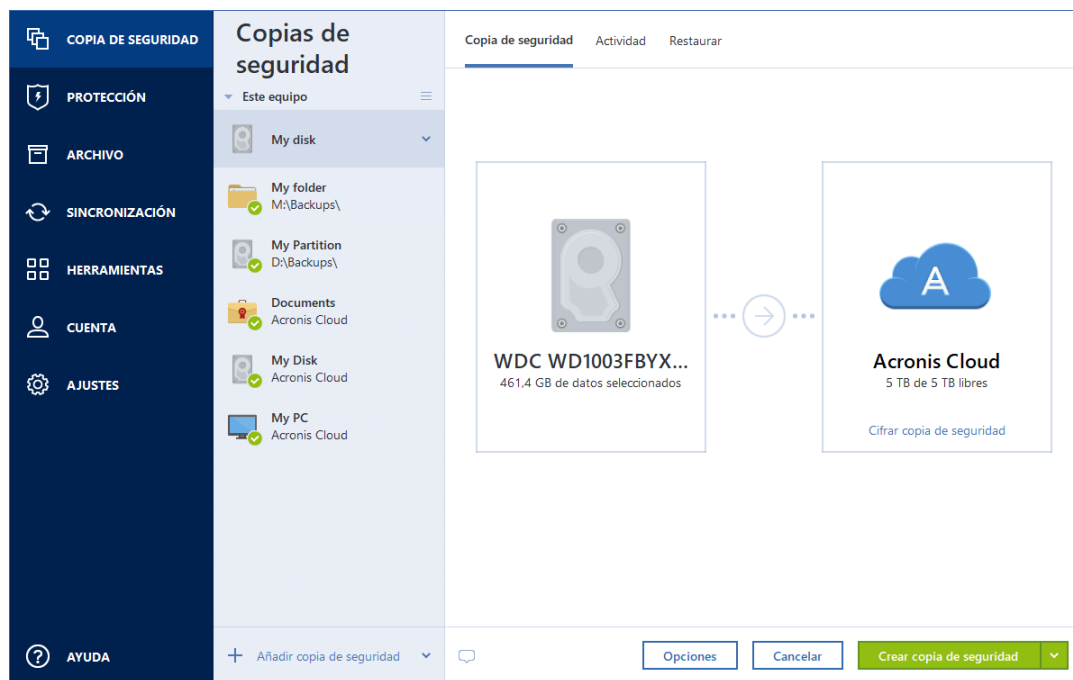 COPIA DE SEGURIDAD
PROTECCIÓN
ARCHIVO
SINCRONIZACIÓN
HERRAMIENTAS
CUENTA
AJUSTES
AYUDA
Copias de
seguridad
Este equipo
My disk
My folder
M:\Backups\
My Partition
D:\Backups\
Documents
Acronis Cloud
My Disk
Acronis Cloud
My PC
Acronis Cloud
Añadir copia de seguridad
Copia de seguridad
Actividad
Restaurar
WDC WD1003FBYX...
461,4 GB de datos seleccionados
A
Acronis Cloud
5 TB de 5 TB libres
Cifrar copia de seguridad
Opciones
Cancelar
Crear copia de seguridad